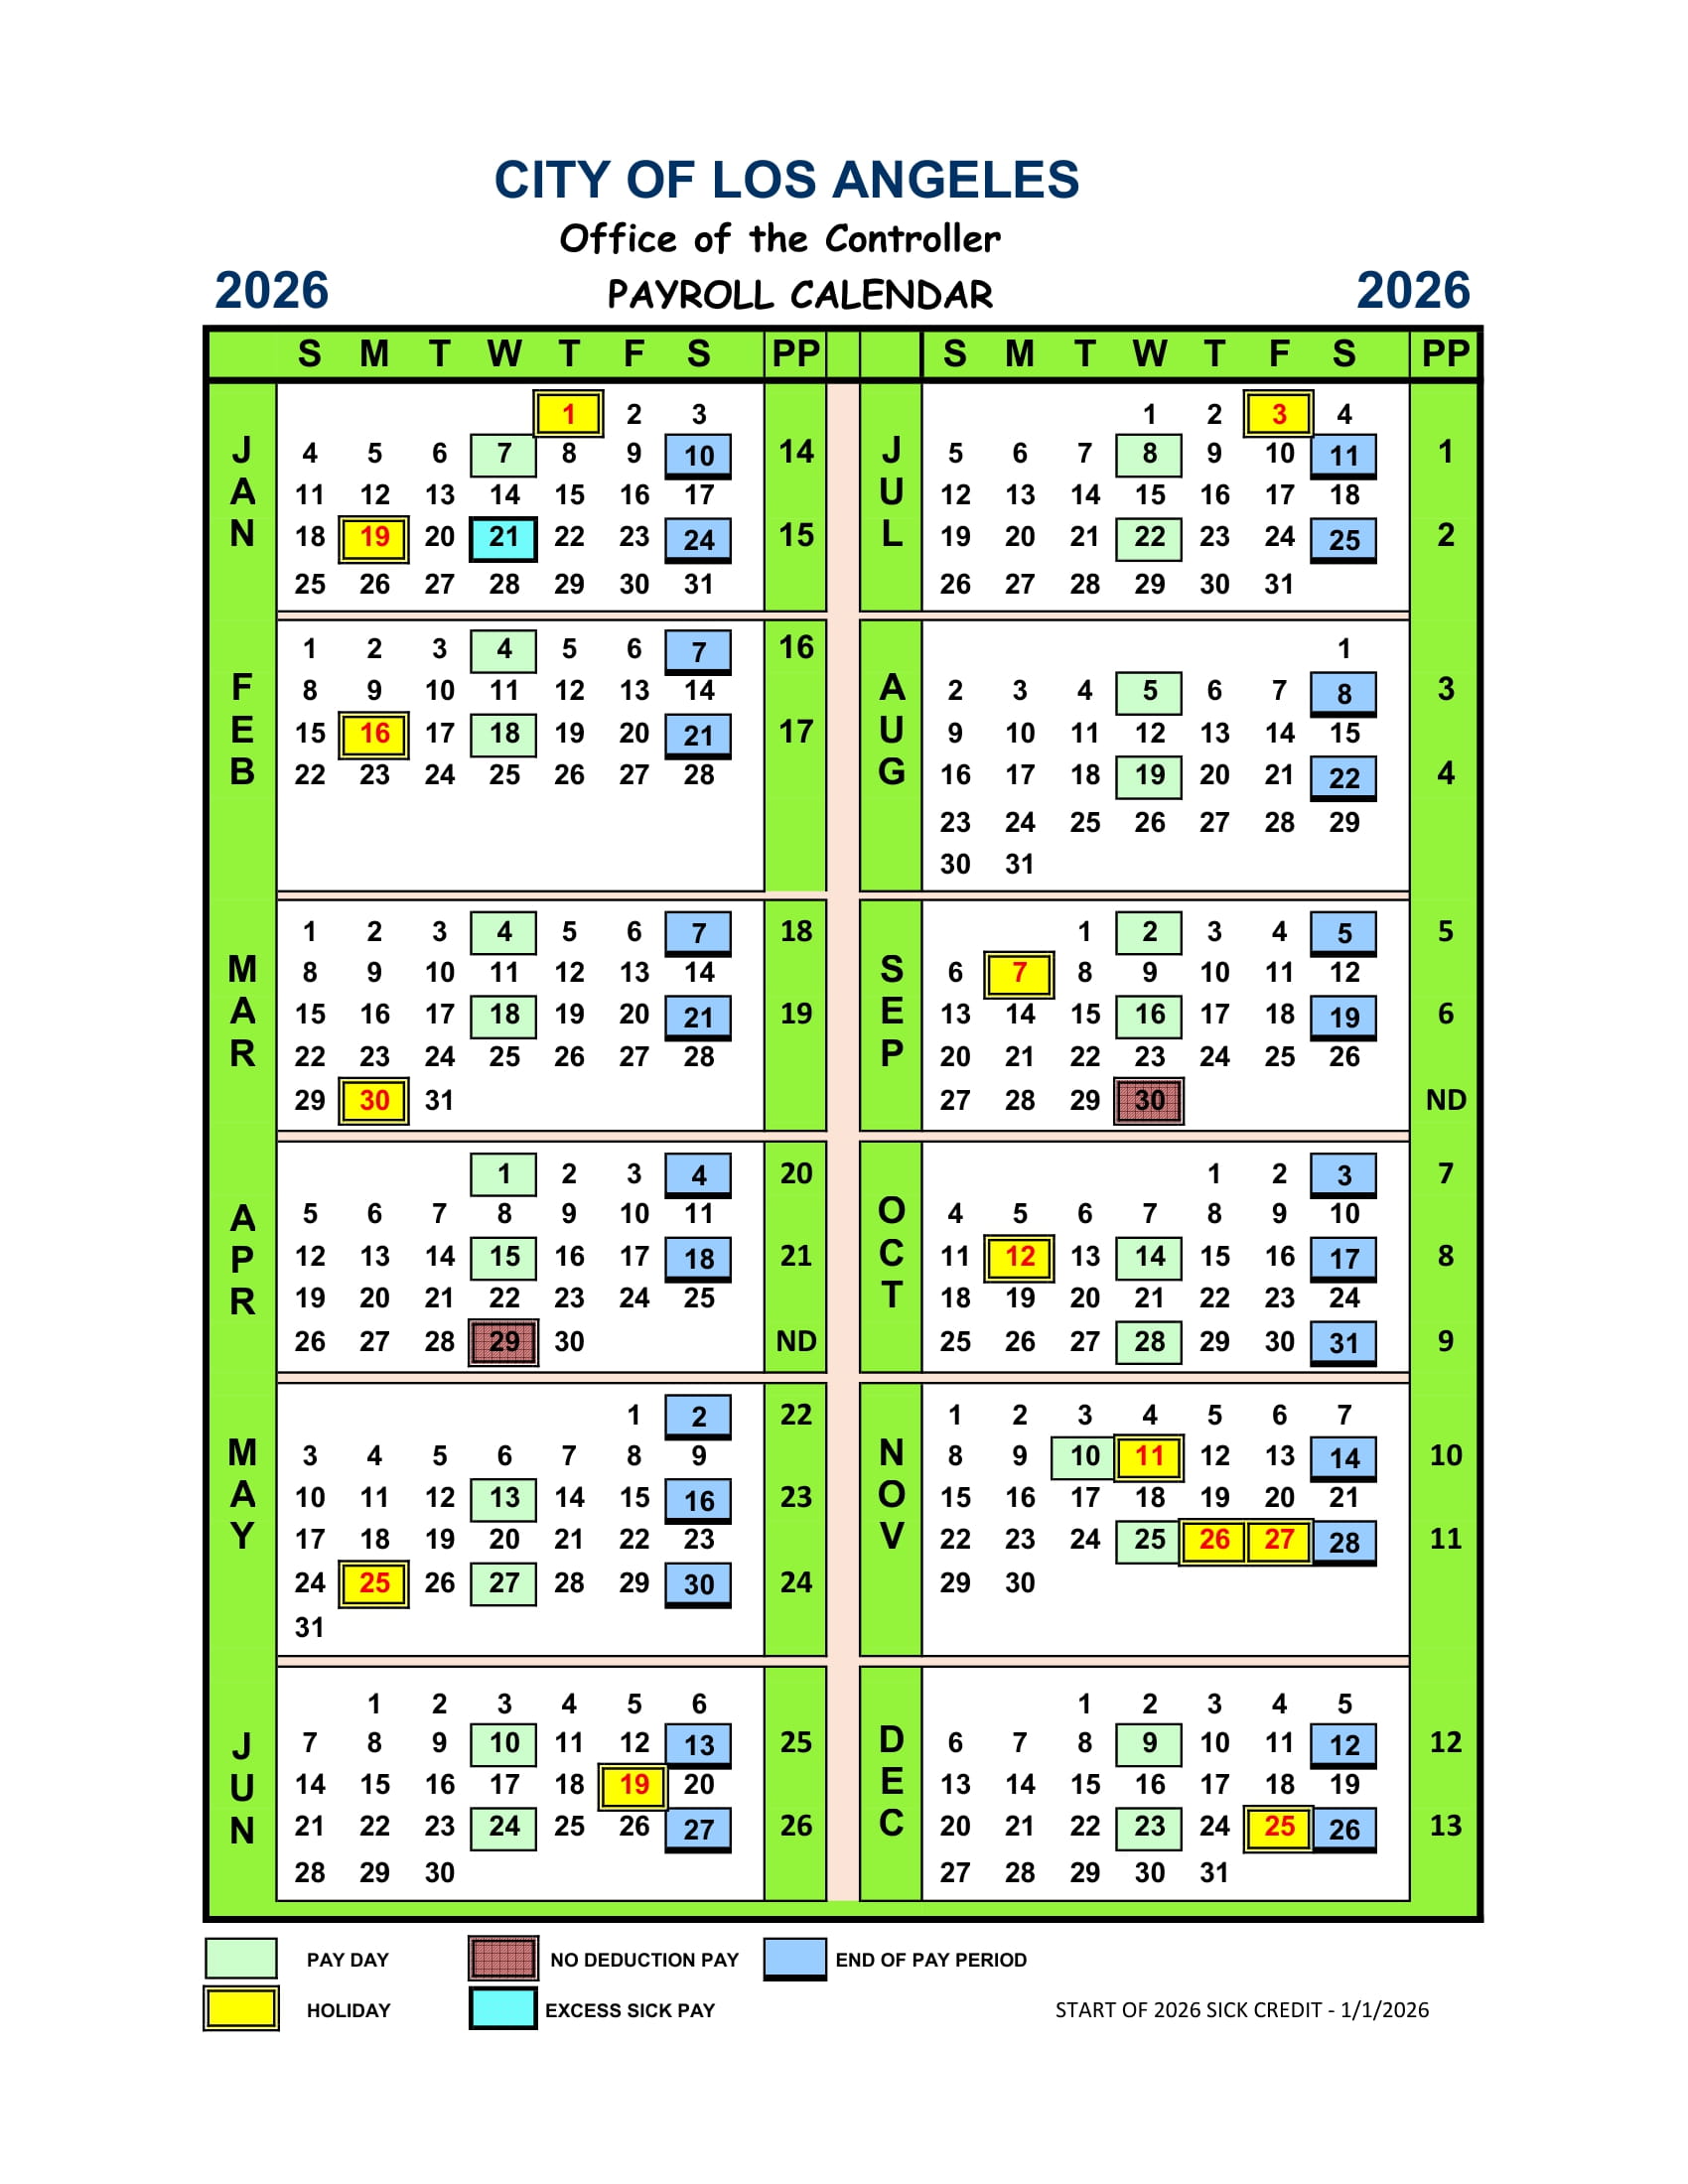 CITY OF LOS ANGELES
Office of the Controller
2026 PAYROLL CALENDAR 2026
S M T W T F S PP S M T W T F S PP
JAN
1 2 3
4 5 6 7 8 9 10 14
11 12 13 14 15 16 17
18 19 20 21 22 23 24 15
25 26 27 28 29 30 31
JUL
1 2 3 4
5 6 7 8 9 10 11 1
12 13 14 15 16 17 18
19 20 21 22 23 24 25 2
26 27 28 29 30 31
FEB
1 2 3 4 5 6 7 16
8 9 10 11 12 13 14
15 16 17 18 19 20 21 17
22 23 24 25 26 27 28
AUG
1
2 3 4 5 6 7 8 3
9 10 11 12 13 14 15
16 17 18 19 20 21 22 4
23 24 25 26 27 28 29
30 31
MAR
1 2 3 4 5 6 7 18
8 9 10 11 12 13 14
15 16 17 18 19 20 21 19
22 23 24 25 26 27 28
29 30 31
SEP
1 2 3 4 5 5
6 7 8 9 10 11 12
13 14 15 16 17 18 19 6
20 21 22 23 24 25 26
27 28 29 30 ND
APR
1 2 3 4 20
5 6 7 8 9 10 11
12 13 14 15 16 17 18 21
19 20 21 22 23 24 25
26 27 28 29 30 ND
OCT
1 2 3 7
4 5 6 7 8 9 10
11 12 13 14 15 16 17 8
18 19 20 21 22 23 24
25 26 27 28 29 30 31 9
MAY
1 2 22
3 4 5 6 7 8 9
10 11 12 13 14 15 16 23
17 18 19 20 21 22 23
24 25 26 27 28 29 30 24
31
NOV
1 2 3 4 5 6 7
8 9 10 11 12 13 14 10
15 16 17 18 19 20 21
22 23 24 25 26 27 28 11
29 30
JUN
1 2 3 4 5 6
7 8 9 10 11 12 13 25
14 15 16 17 18 19 20
21 22 23 24 25 26 27 26
28 29 30
DEC
1 2 3 4 5
6 7 8 9 10 11 12 12
13 14 15 16 17 18 19
20 21 22 23 24 25 26 13
27 28 29 30 31
PAY DAY NO DEDUCTION PAY END OF PAY PERIOD
HOLIDAY EXCESS SICK PAY START OF 2026 SICK CREDIT - 1/1/2026